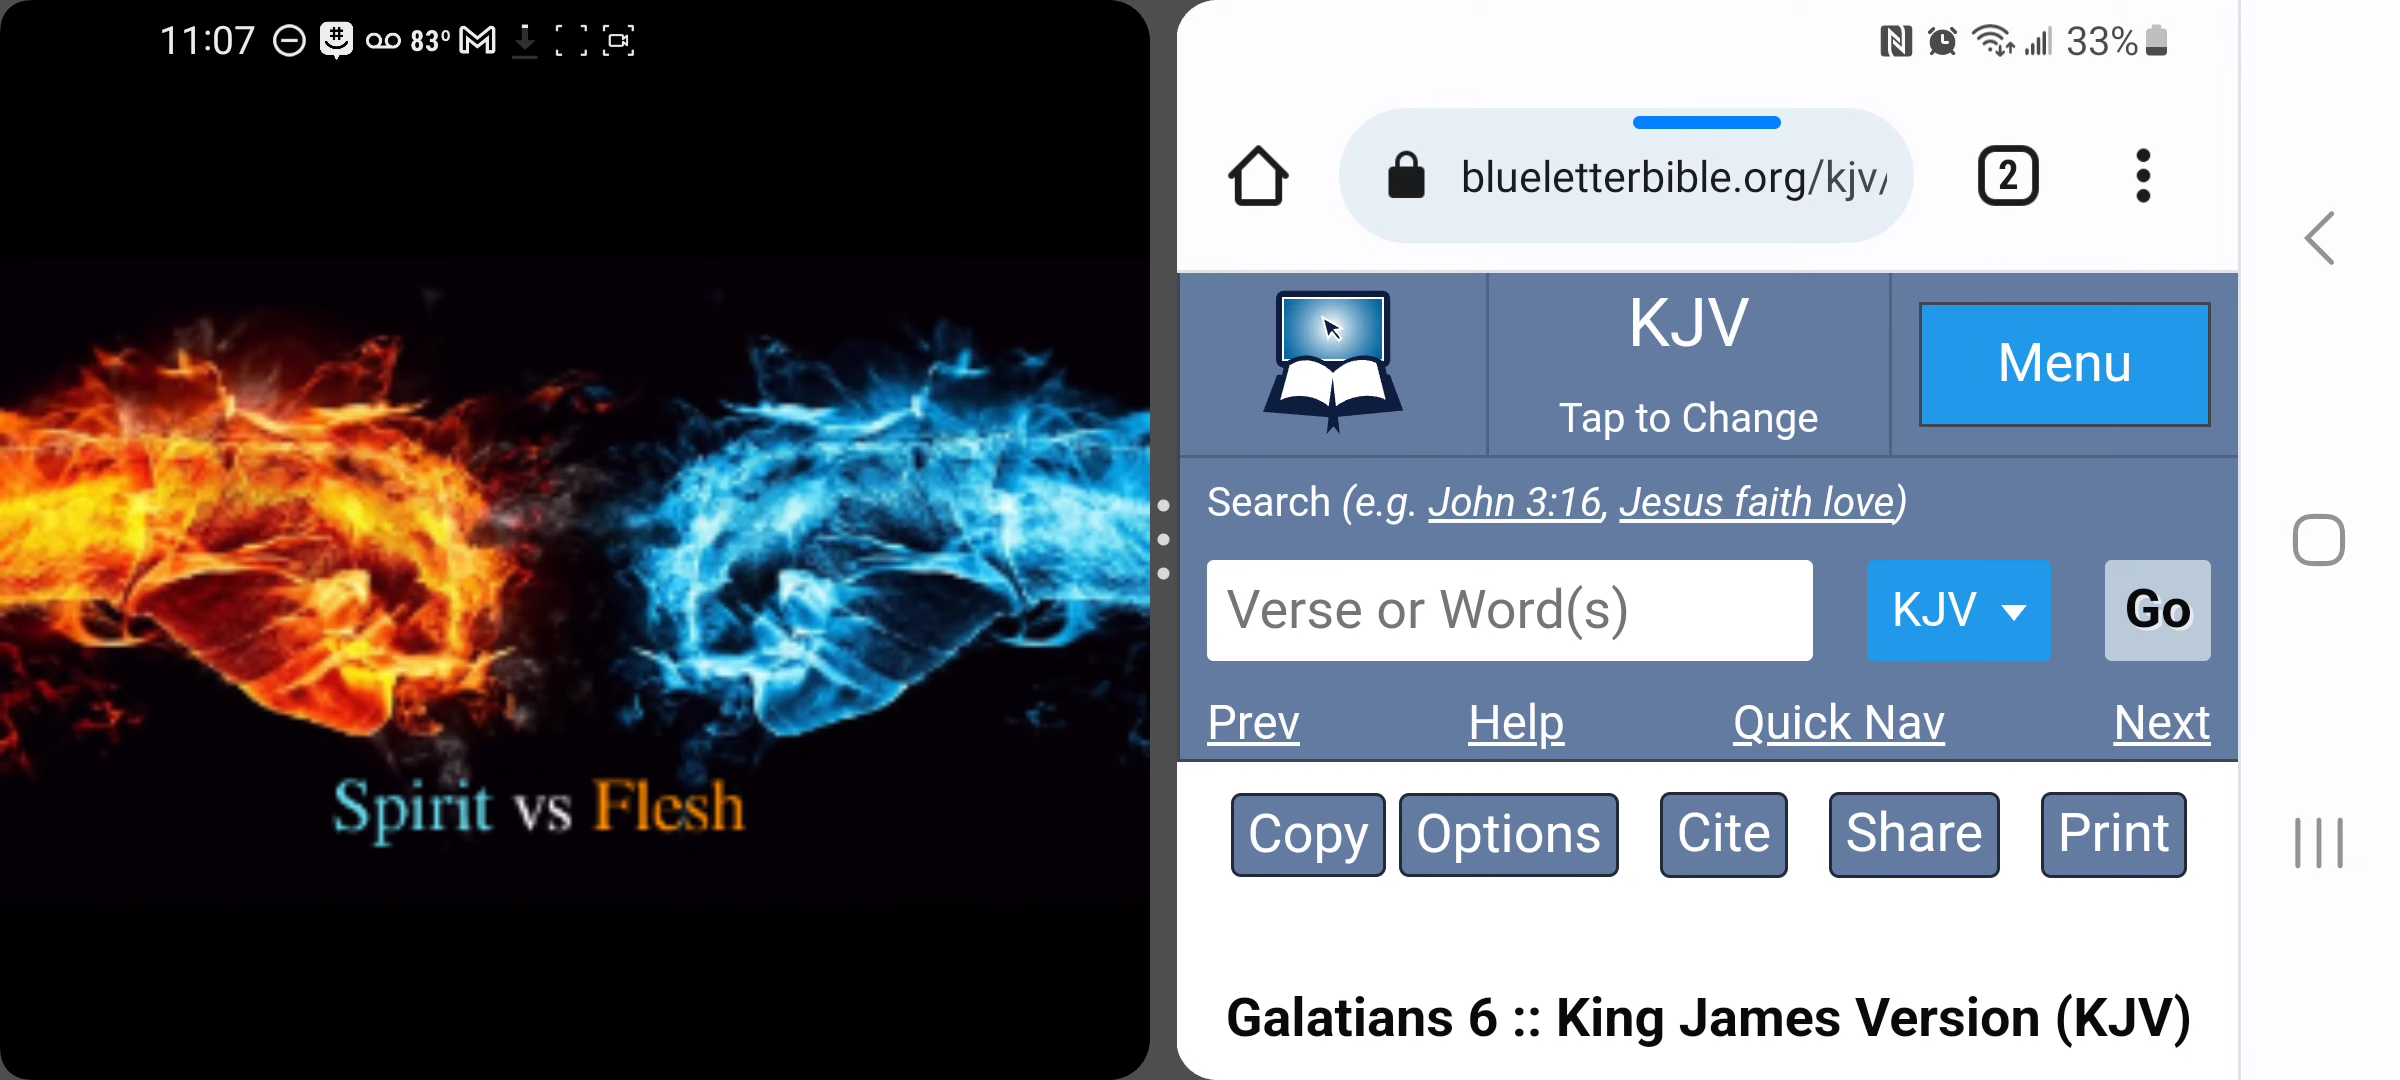 11:07 83°
Spirit vs Flesh
33%
blueletterbible.org/kjv/
2
KJV
Tap to Change
Menu
Search (e.g. John 3:16, Jesus faith love)
Verse or Word(s)
KJV
Go
Prev Help Quick Nav Next
Copy Options Cite Share Print
Galatians 6 :: King James Version (KJV)